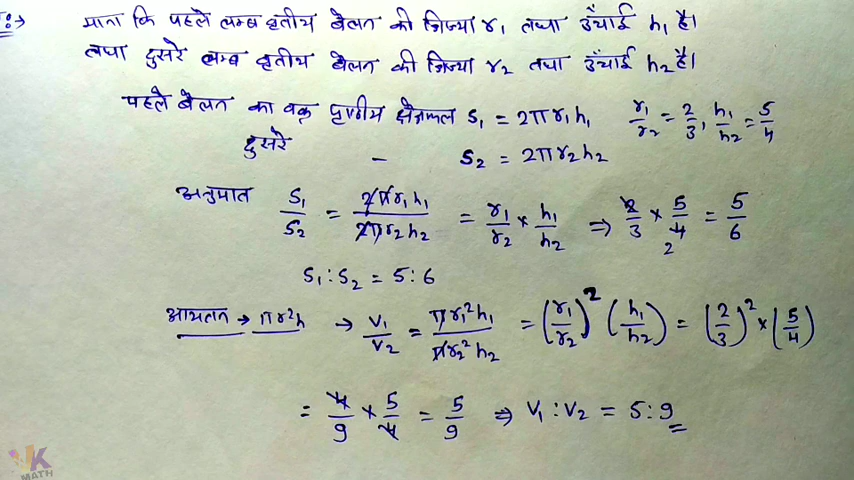 :→ माना कि पहले लम्ब वृतीय बेलन की त्रिज्या r₁ तथा उँचाई h₁ है।
तथा दुसरे लम्ब वृतीय बेलन की त्रिज्या r₂ तथा उँचाई h₂ है।
पहले बेलन का वक्र पृष्ठीय क्षेत्रफल S₁ = 2πr₁h₁ r₁/r₂ = 2/3, h₁/h₂ = 5/4
दुसरे – S₂ = 2πr₂h₂
अनुपात S₁/S₂ = 2πr₁h₁/2πr₂h₂ = r₁/r₂ × h₁/h₂ ⇒ 2/3 × 5/4 2 = 5/6
S₁:S₂ = 5:6
आयतन → πr²h → V₁/V₂ = πr₁²h₁/πr₂²h₂ = (r₁/r₂)² (h₁/h₂) = (2/3)² × (5/4)
= 4/9 × 5/4 = 5/9 ⇒ V₁:V₂ = 5:9
VK
MATH